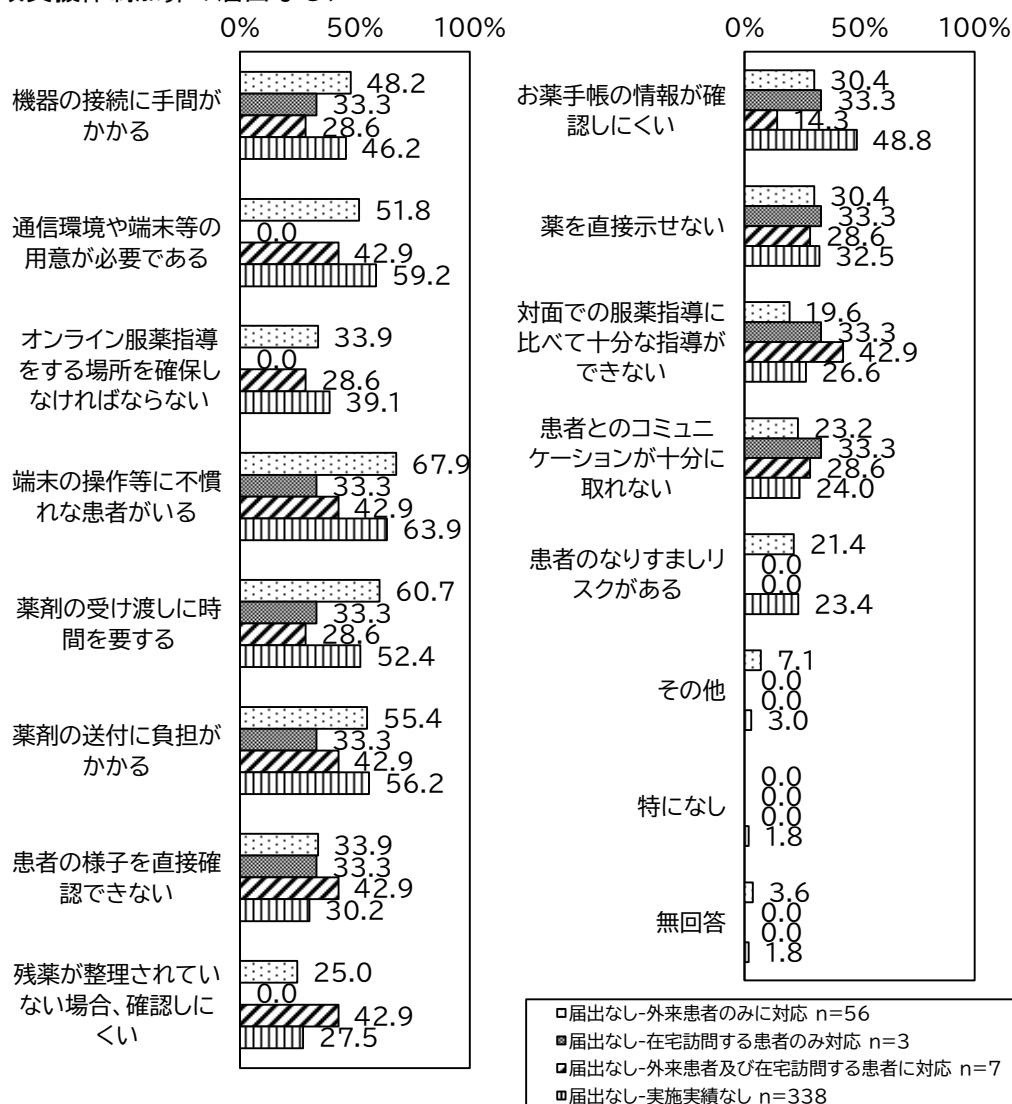 0%
50%
100%
機器の接続に手間が
かかる
48.2
33.3
28.6
46.2
通信環境や端末等の
用意が必要である
51.8
0.0
42.9
59.2
オンライン服薬指導
をする場所を確保し
なければならない
33.9
0.0
28.6
39.1
端末の操作等に不慣
れな患者がいる
67.9
33.3
42.9
63.9
薬剤の受け渡しに時
間を要する
60.7
33.3
28.6
52.4
薬剤の送付に負担が
かかる
55.4
33.3
42.9
56.2
患者の様子を直接確
認できない
33.9
33.3
42.9
30.2
残薬が整理されてい
ない場合、確認しに
くい
25.0
0.0
42.9
27.5
0%
50%
100%
お薬手帳の情報が確
認しにくい
30.4
33.3
14.3
48.8
薬を直接示せない
30.4
33.3
28.6
32.5
対面での服薬指導に
比べて十分な指導が
できない
19.6
33.3
42.9
26.6
患者とのコミュニ
ケーションが十分に
取れない
23.2
33.3
28.6
24.0
患者のなりすましリ
スクがある
21.4
0.0
0.0
23.4
その他
7.1
0.0
0.0
3.0
特になし
0.0
0.0
0.0
1.8
無回答
3.6
0.0
0.0
1.8
届出なし-外来患者のみに対応 n=56
届出なし-在宅訪問する患者のみ対応 n=3
届出なし-外来患者及び在宅訪問する患者に対応 n=7
届出なし-実施実績なし n=338